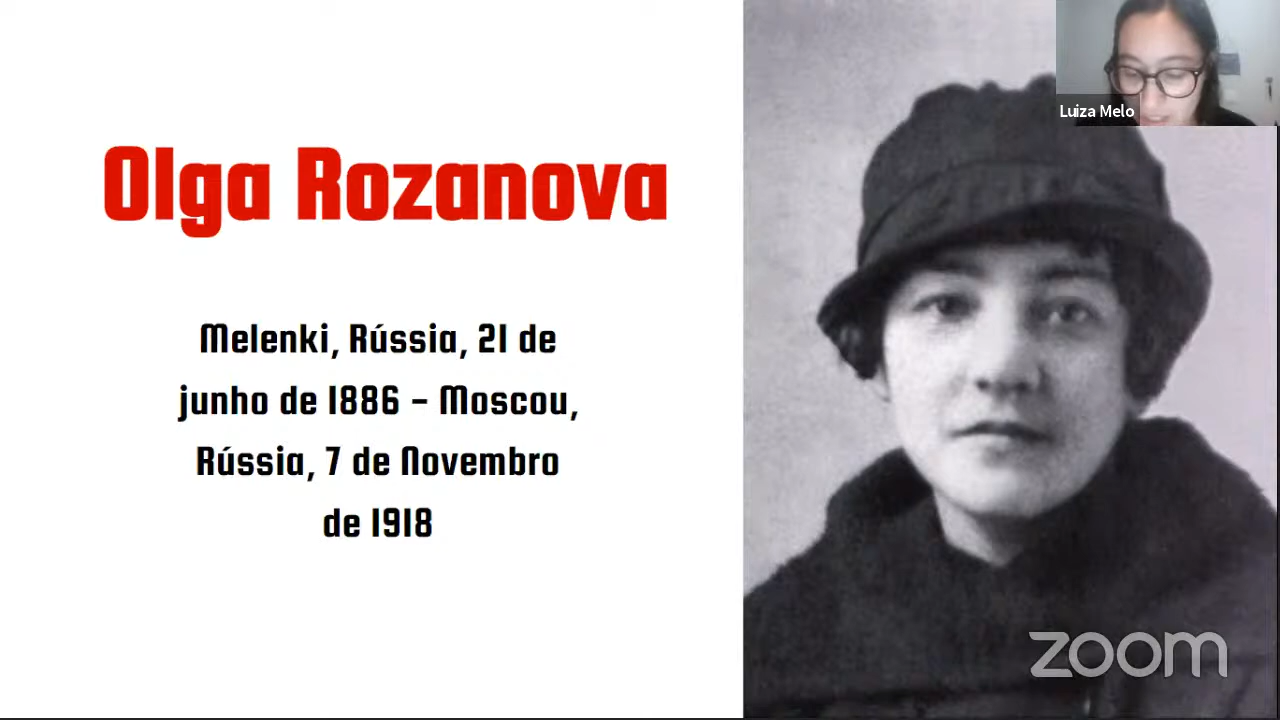 Olga Rozanova
Melenki, Rússia, 21 de
junho de 1886 - Moscou,
Rússia, 7 de Novembro
de 1918
Luiza Melo
zoom